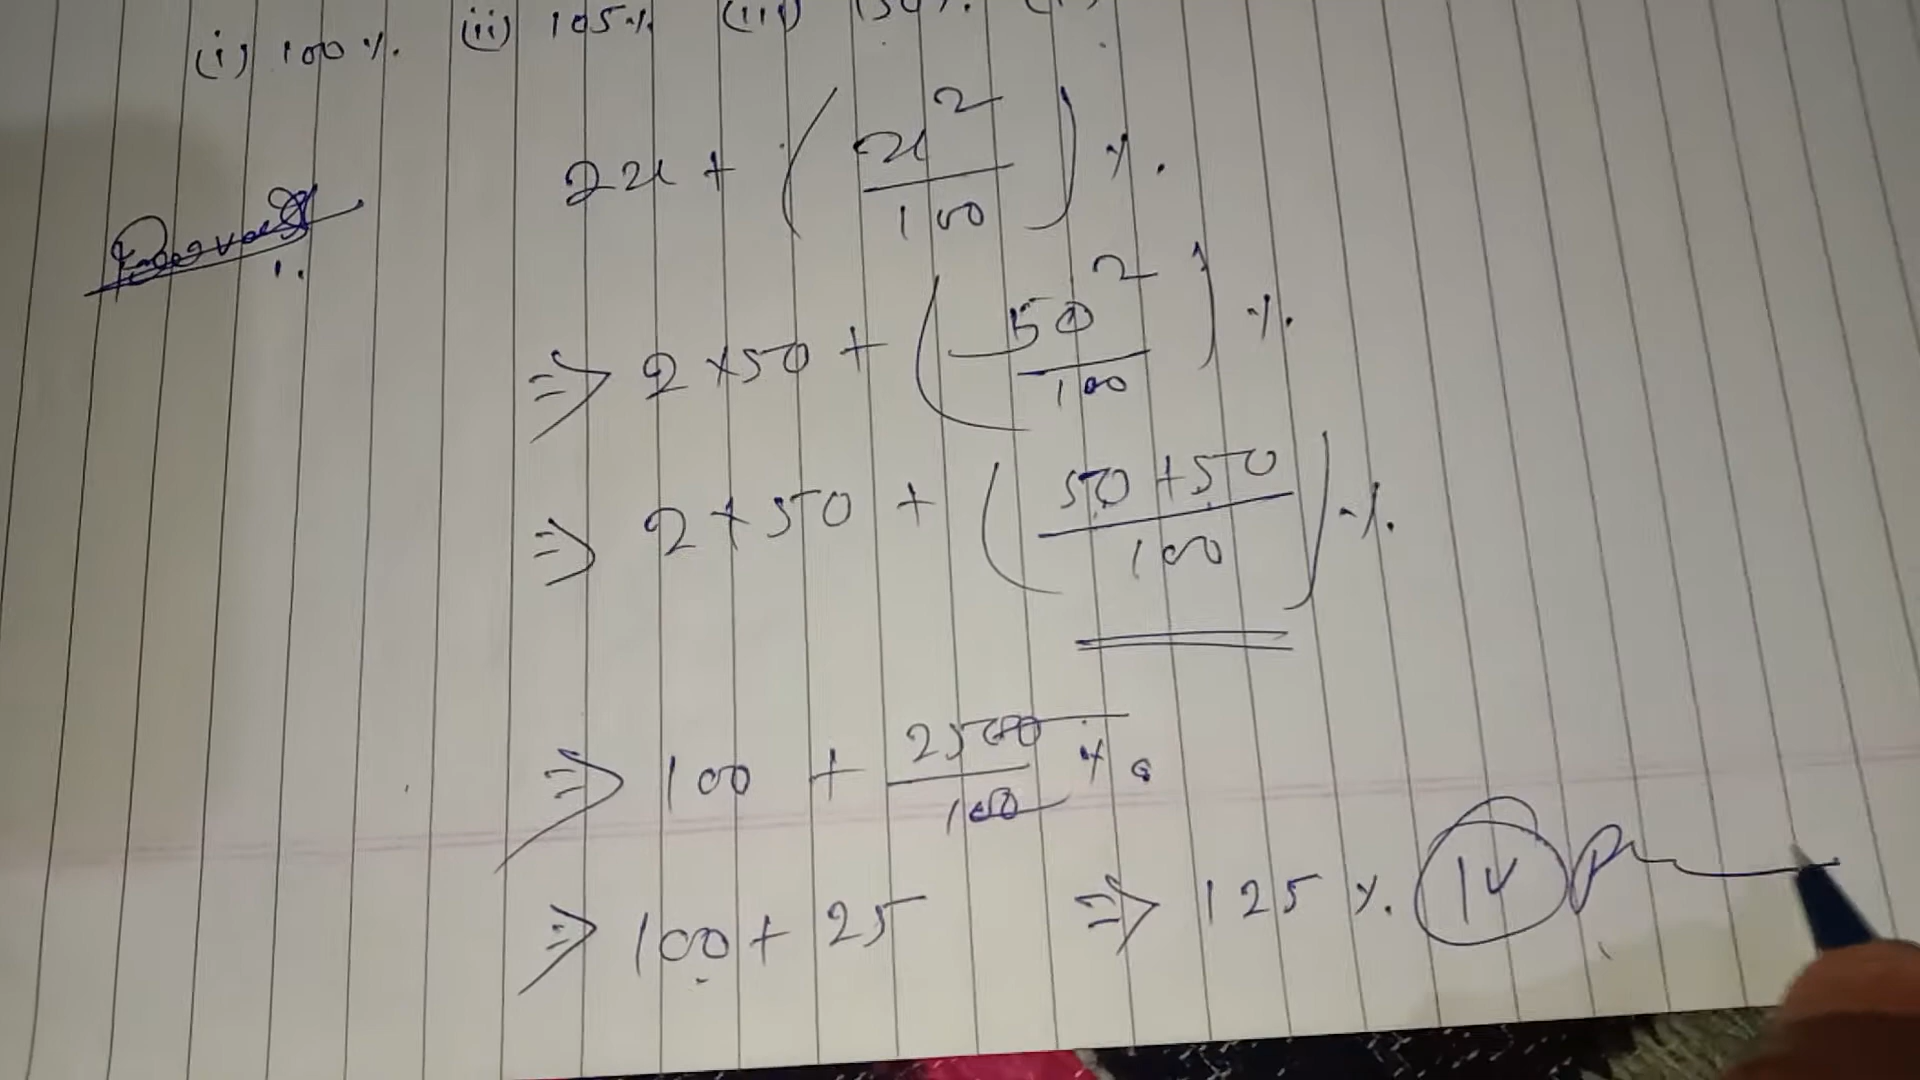 (i) 100 %. (ii) 105 % (iii)
2x + (x²/100) %.
⇒ 2 × 50 + (50²/100) %.
⇒ 2 × 50 + (50 + 50/100) %.
⇒ 100 + 2500/100 %
⇒ 100 + 25 ⇒ 125 %. IV